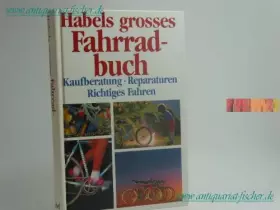 www.antiquariat-fischer.de
Habels grosses
Fahrrad-
buch
Kaufberatung · Reparaturen
Richtiges Fahren
www.antiquariat-fischer.de